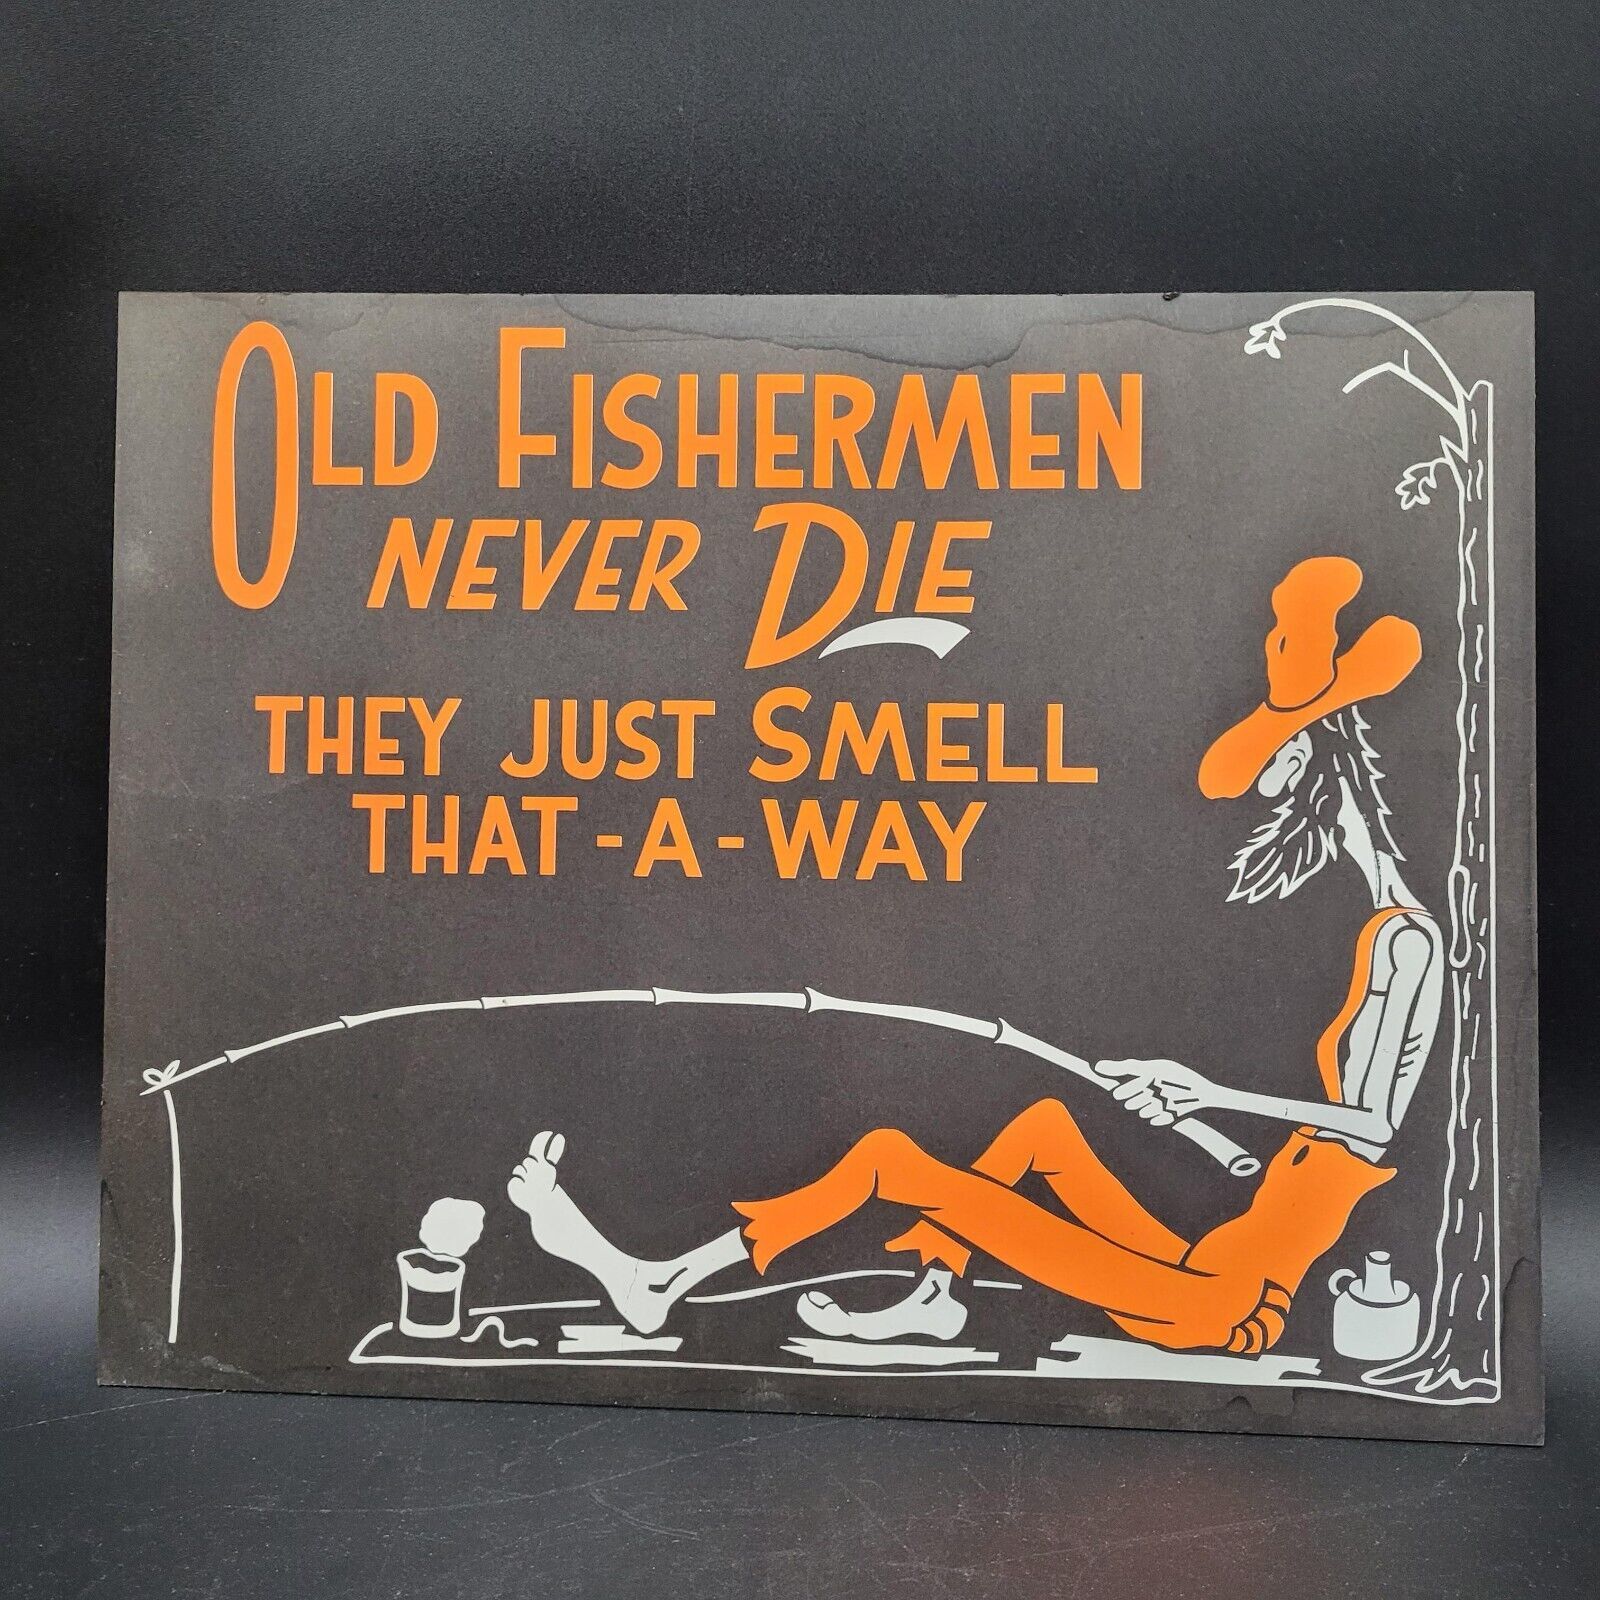 OLD FISHERMEN
NEVER DIE
THEY JUST SMELL
THAT-A-WAY